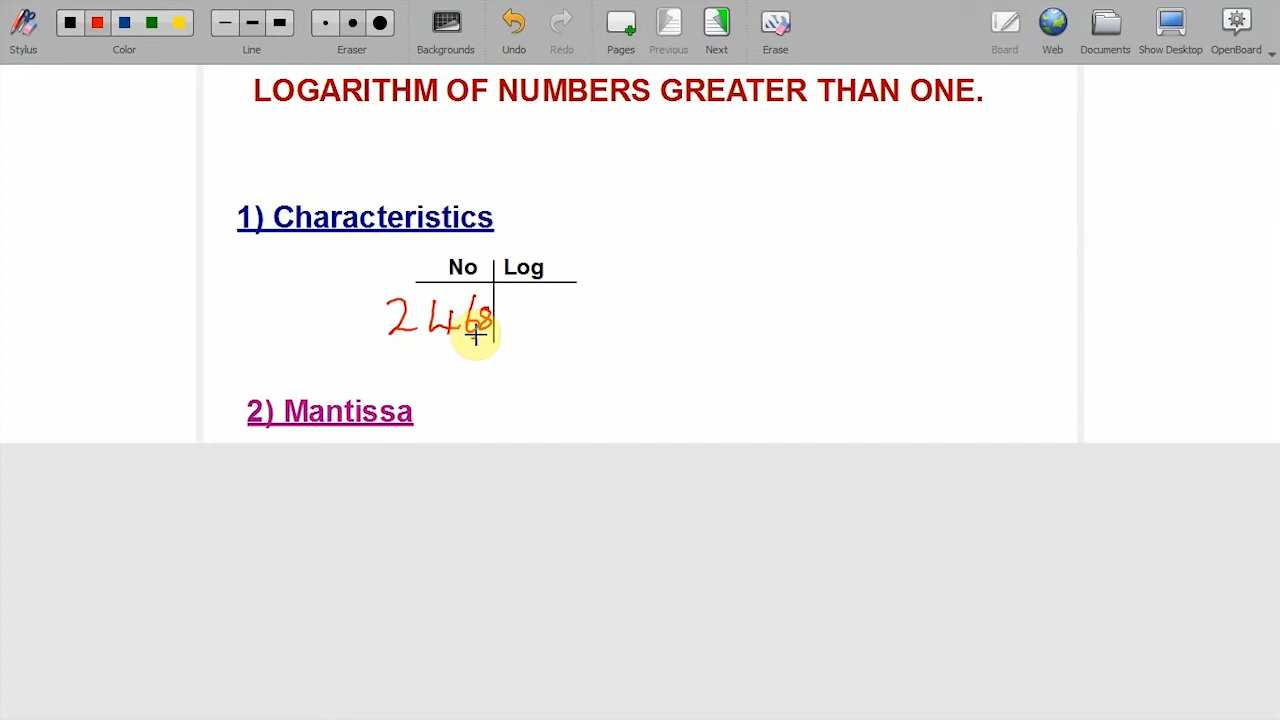 Stylus Color Line Eraser Backgrounds Undo Redo Pages Previous Next Erase Board Web Documents Show Desktop OpenBoard
LOGARITHM OF NUMBERS GREATER THAN ONE.
1) Characteristics
No Log
2468
2) Mantissa